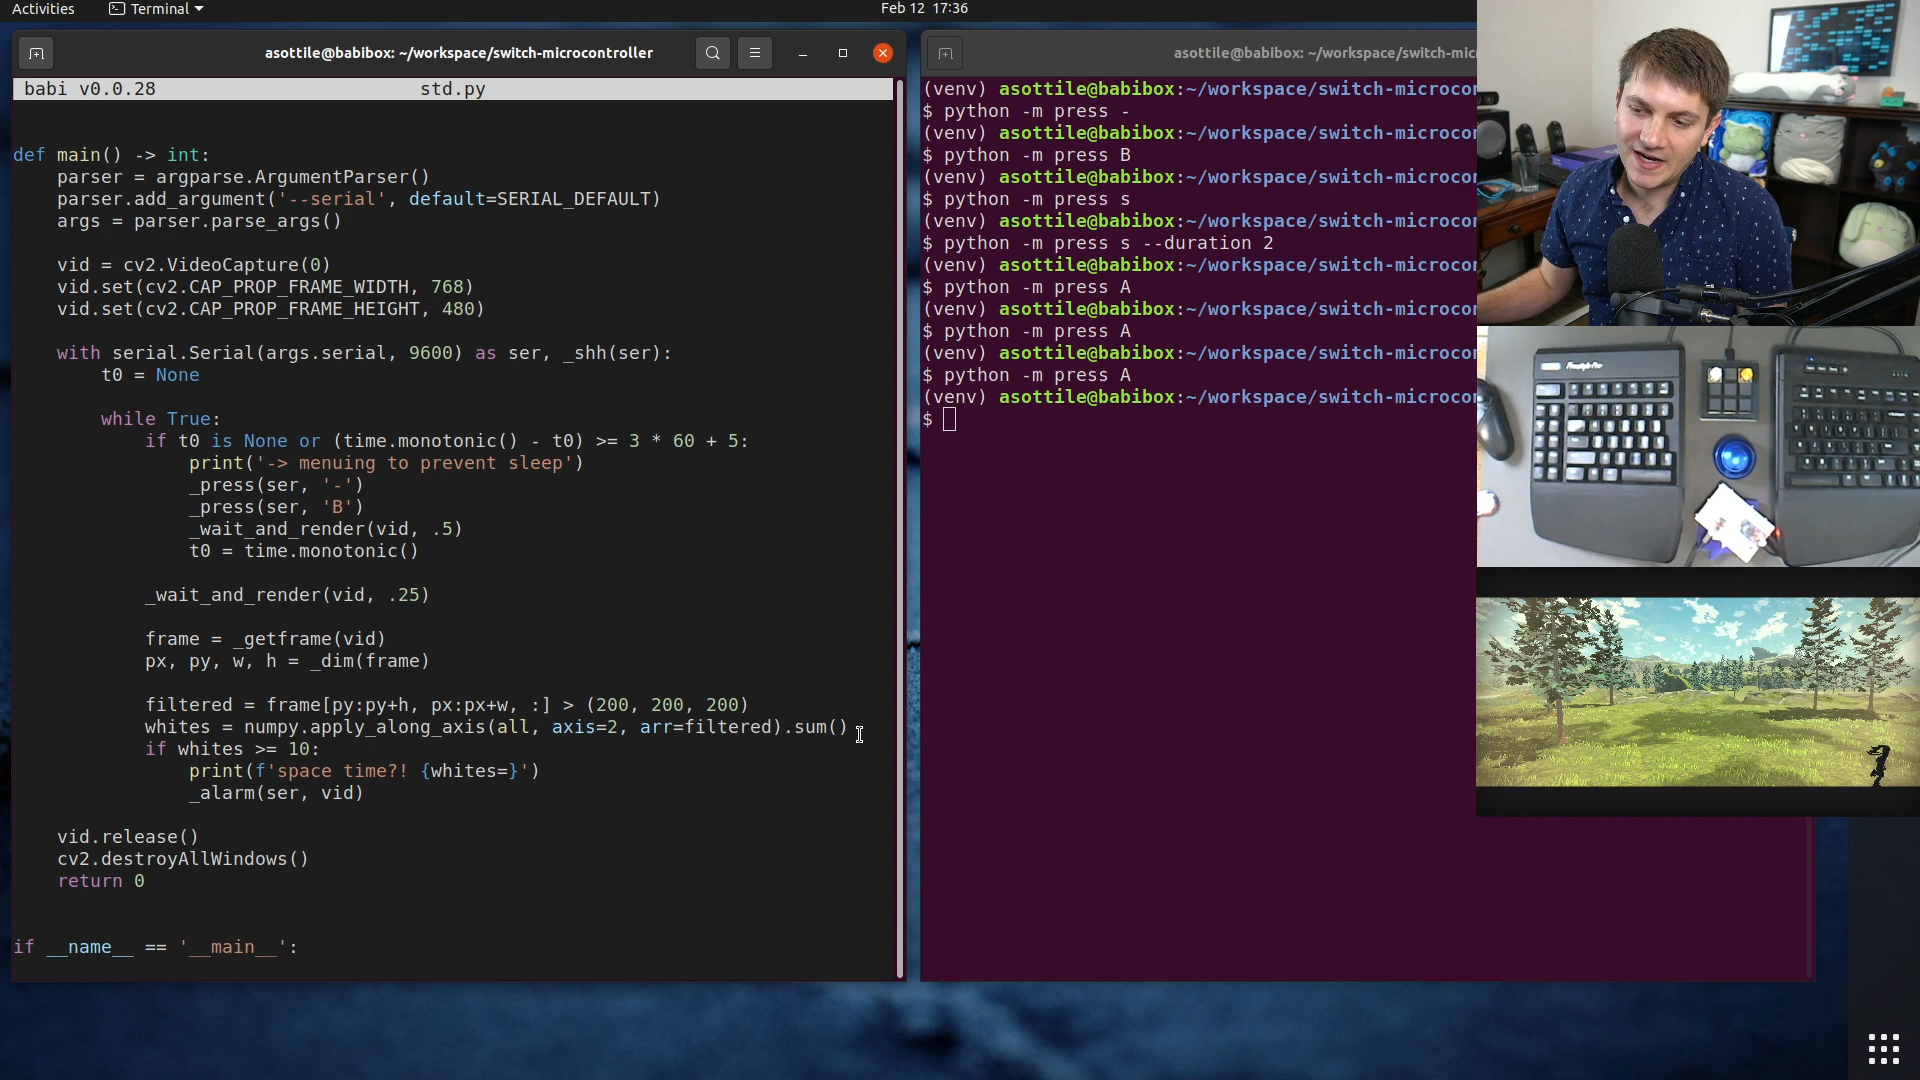 Activities
Terminal
Feb 12 17:36
asottile@babibox: ~/workspace/switch-microcontroller
babi v0.0.28 std.py
def main() -> int:
    parser = argparse.ArgumentParser()
    parser.add_argument('--serial', default=SERIAL_DEFAULT)
    args = parser.parse_args()
    vid = cv2.VideoCapture(0)
    vid.set(cv2.CAP_PROP_FRAME_WIDTH, 768)
    vid.set(cv2.CAP_PROP_FRAME_HEIGHT, 480)
    with serial.Serial(args.serial, 9600) as ser, _shh(ser):
        t0 = None
        while True:
            if t0 is None or (time.monotonic() - t0) >= 3 * 60 + 5:
                print('-> menuing to prevent sleep')
                _press(ser, '-')
                _press(ser, 'B')
                _wait_and_render(vid, .5)
                t0 = time.monotonic()
            _wait_and_render(vid, .25)
            frame = _getframe(vid)
            px, py, w, h = _dim(frame)
            filtered = frame[py:py+h, px:px+w, :] > (200, 200, 200)
            whites = numpy.apply_along_axis(all, axis=2, arr=filtered).sum()
            if whites >= 10:
                print(f'space time?! {whites=}')
                _alarm(ser, vid)
    vid.release()
    cv2.destroyAllWindows()
    return 0
if __name__ == '__main__':
asottile@babibox: ~/workspace/switch-mic
(venv) asottile@babibox:~/workspace/switch-microcon
$ python -m press -
(venv) asottile@babibox:~/workspace/switch-microcon
$ python -m press B
(venv) asottile@babibox:~/workspace/switch-microcon
$ python -m press s
(venv) asottile@babibox:~/workspace/switch-microcon
$ python -m press s --duration 2
(venv) asottile@babibox:~/workspace/switch-microcon
$ python -m press A
(venv) asottile@babibox:~/workspace/switch-microcon
$ python -m press A
(venv) asottile@babibox:~/workspace/switch-microcon
$ python -m press A
(venv) asottile@babibox:~/workspace/switch-microcon
$
Freestyle Pro